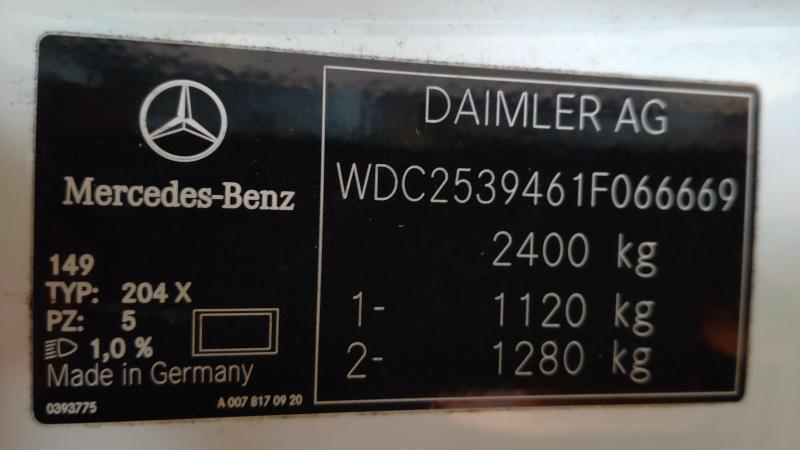 Mercedes-Benz
149
TYP: 204 X
PZ: 5
1,0 %
Made in Germany
0393775 A 007 817 09 20
DAIMLER AG
WDC2539461F066669
2400 kg
1- 1120 kg
2- 1280 kg